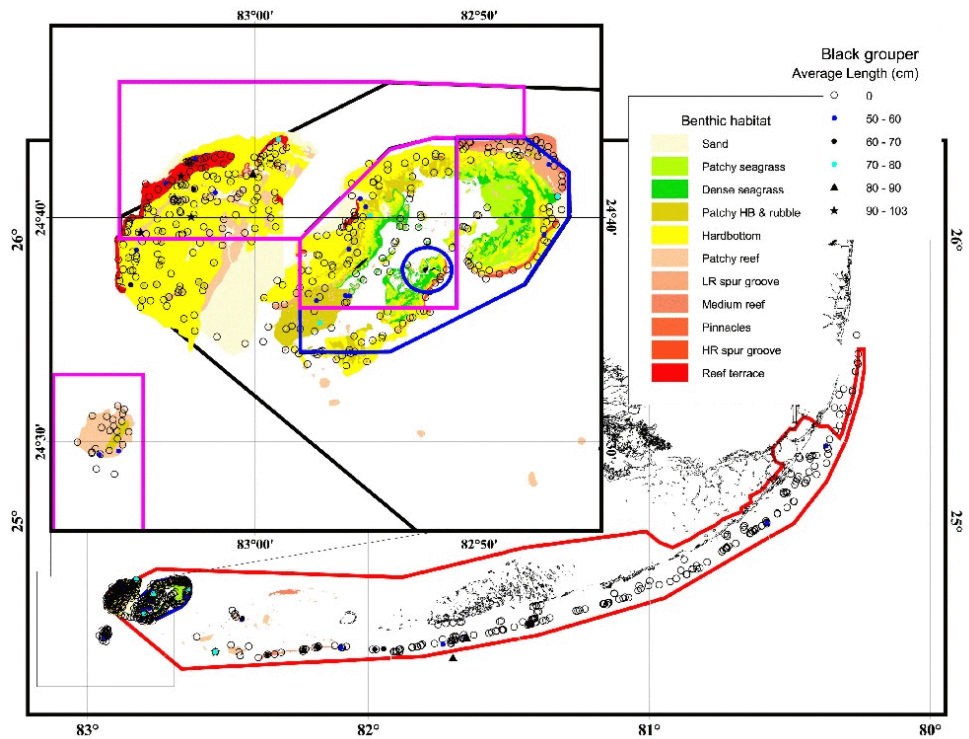 83°00'
82°50'
Black grouper
Average Length (cm)
0
50 - 60
60 - 70
70 - 80
80 - 90
90 - 103
Benthic habitat
Sand
Patchy seagrass
Dense seagrass
Patchy HB & rubble
Hardbottom
Patchy reef
LR spur groove
Medium reef
Pinnacles
HR spur groove
Reef terrace
26°
24°40'
24°40'
26°
24°30'
30'
25°
25°
83°00'
82°50'
83°
82°
81°
80°